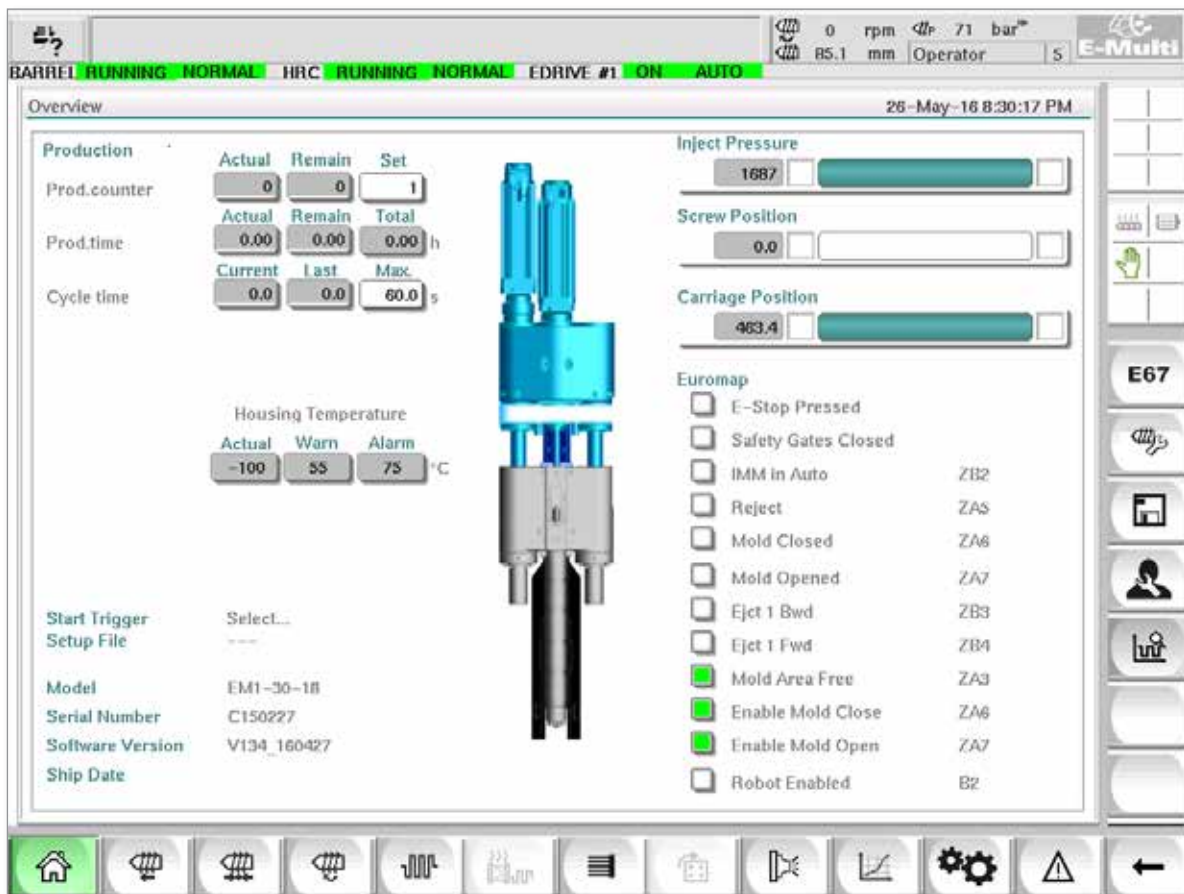 0 rpm P 71 bar
85.1 mm Operator 5
E-Multi
BARREL RUNNING NORMAL HRC RUNNING NORMAL EDRIVE #1 ON AUTO
Overview 26-May-16 8:30:17 PM
Production
Actual Remain Set
Prod.counter 0 0 1
Actual Remain Total
Prod.time 0.00 0.00 0.00 h
Current Last Max.
Cycle time 0.0 0.0 60.0 s
Housing Temperature
Actual Warn Alarm
-100 55 75 °C
Start Trigger Select...
Setup File ---
Model EM1-30-18
Serial Number C150227
Software Version V134_160427
Ship Date
Inject Pressure
1687
Screw Position
0.0
Carriage Position
463.4
Euromap
E-Stop Pressed
Safety Gates Closed
IMM in Auto ZB2
Reject ZA5
Mold Closed ZA6
Mold Opened ZA7
Ejct 1 Bwd ZB3
Ejct 1 Fwd ZB4
Mold Area Free ZA3
Enable Mold Close ZA6
Enable Mold Open ZA7
Robot Enabled B2
E67